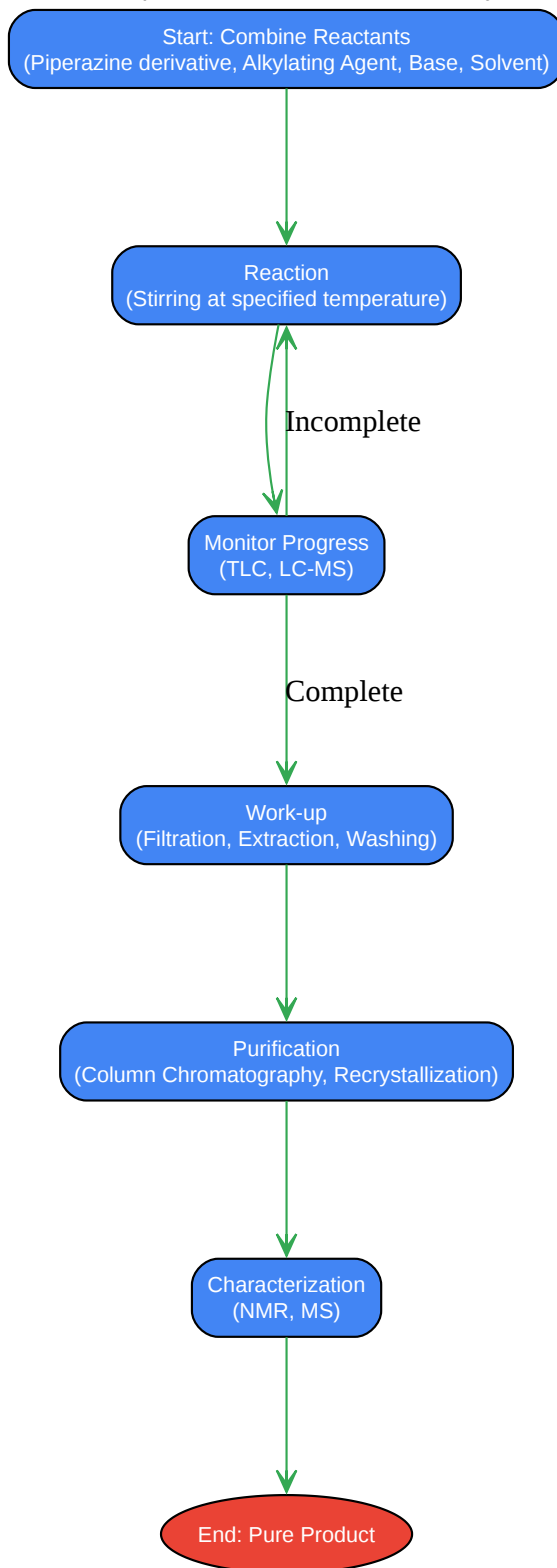 Start: Combine Reactants
(Piperazine derivative, Alkylating Agent, Base, Solvent)
Reaction
(Stirring at specified temperature)
Incomplete
Monitor Progress
(TLC, LC-MS)
Complete
Work-up
(Filtration, Extraction, Washing)
Purification
(Column Chromatography, Recrystallization)
Characterization
(NMR, MS)
End: Pure Product